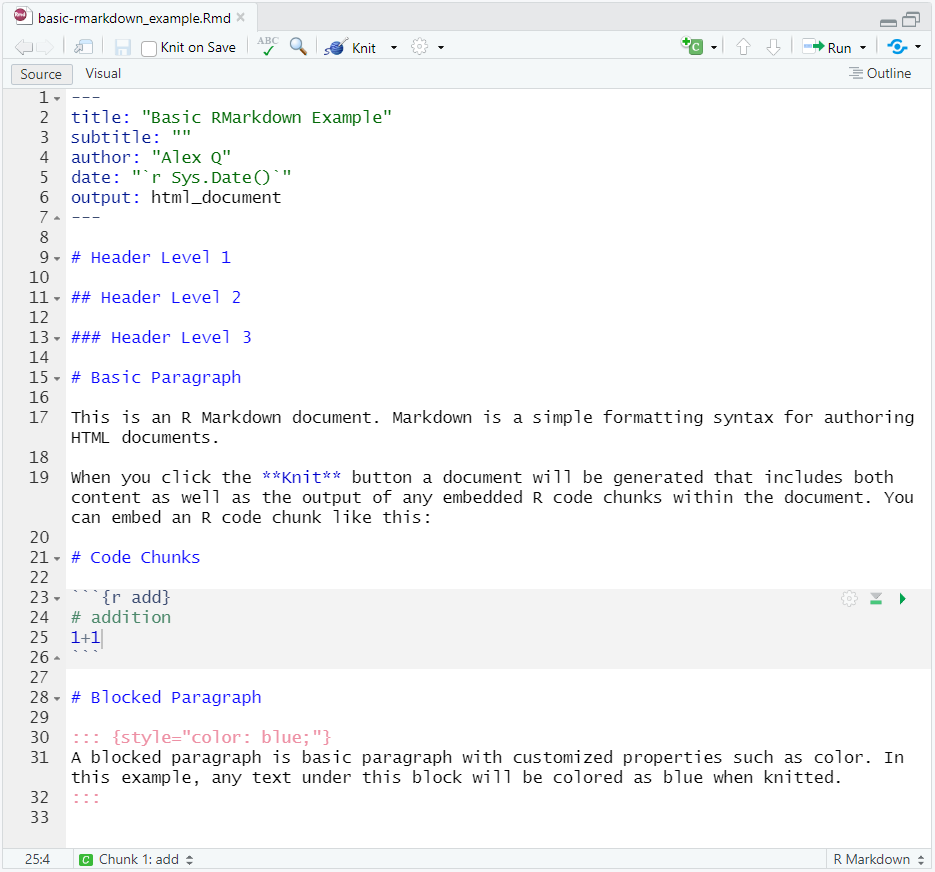 Rmd basic-rmarkdown_example.Rmd
Knit on Save ABC Knit C Run
Source Visual Outline
1 ---
2 title: "Basic RMarkdown Example"
3 subtitle: ""
4 author: "Alex Q"
5 date: "`r Sys.Date()`"
6 output: html_document
7 ---
8
9 # Header Level 1
10
11 ## Header Level 2
12
13 ### Header Level 3
14
15 # Basic Paragraph
16
17 This is an R Markdown document. Markdown is a simple formatting syntax for authoring
HTML documents.
18
19 When you click the **Knit** button a document will be generated that includes both
content as well as the output of any embedded R code chunks within the document. You
can embed an R code chunk like this:
20
21 # Code Chunks
22
23 ```{r add}
24 # addition
25 1+1
26 ```
27
28 # Blocked Paragraph
29
30 ::: {style="color: blue;"}
31 A blocked paragraph is basic paragraph with customized properties such as color. In
this example, any text under this block will be colored as blue when knitted.
32 :::
33
25:4 C Chunk 1: add R Markdown